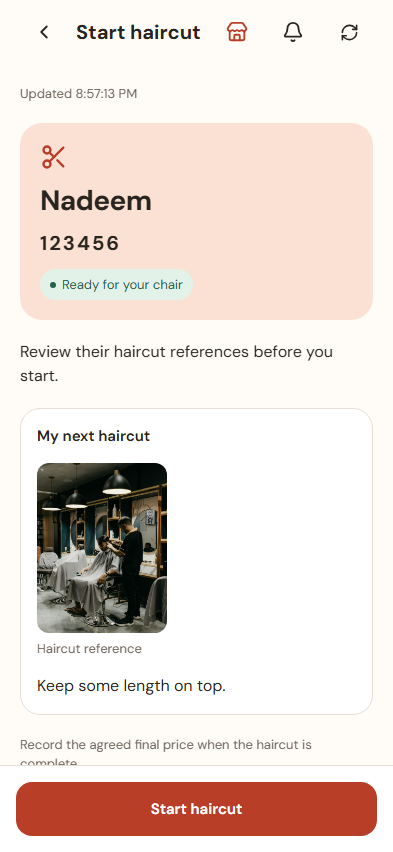 Start haircut
Updated 8:57:13 PM
Nadeem
123456
Ready for your chair
Review their haircut references before you
start.
My next haircut
Haircut reference
Keep some length on top.
Record the agreed final price when the haircut is
complete
Start haircut